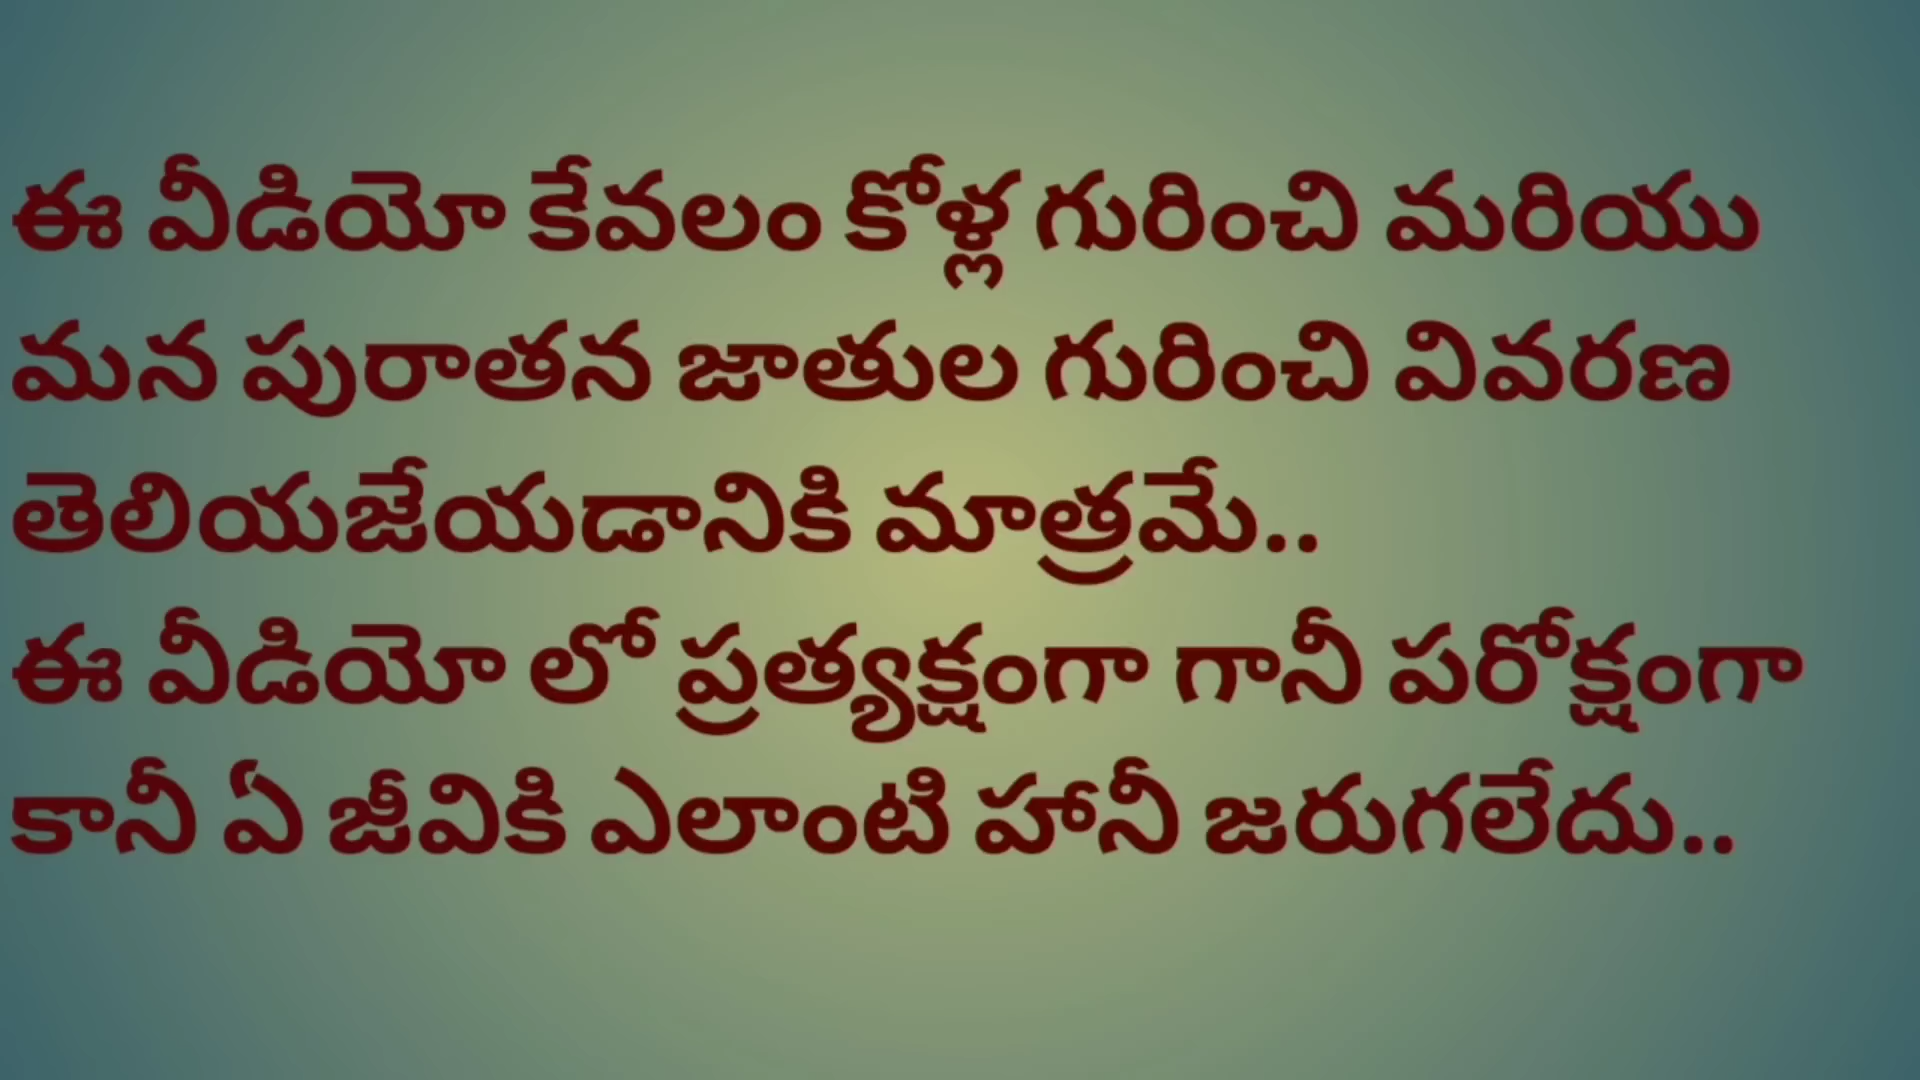 ఈ వీడియో కేవలం కోళ్ల గురించి మరియు
మన పురాతన జాతుల గురించి వివరణ
తెలియజేయడానికి మాత్రమే..
ఈ వీడియో లో ప్రత్యక్షంగా గానీ పరోక్షంగా
కానీ ఏ జీవికి ఎలాంటి హానీ జరుగలేదు..